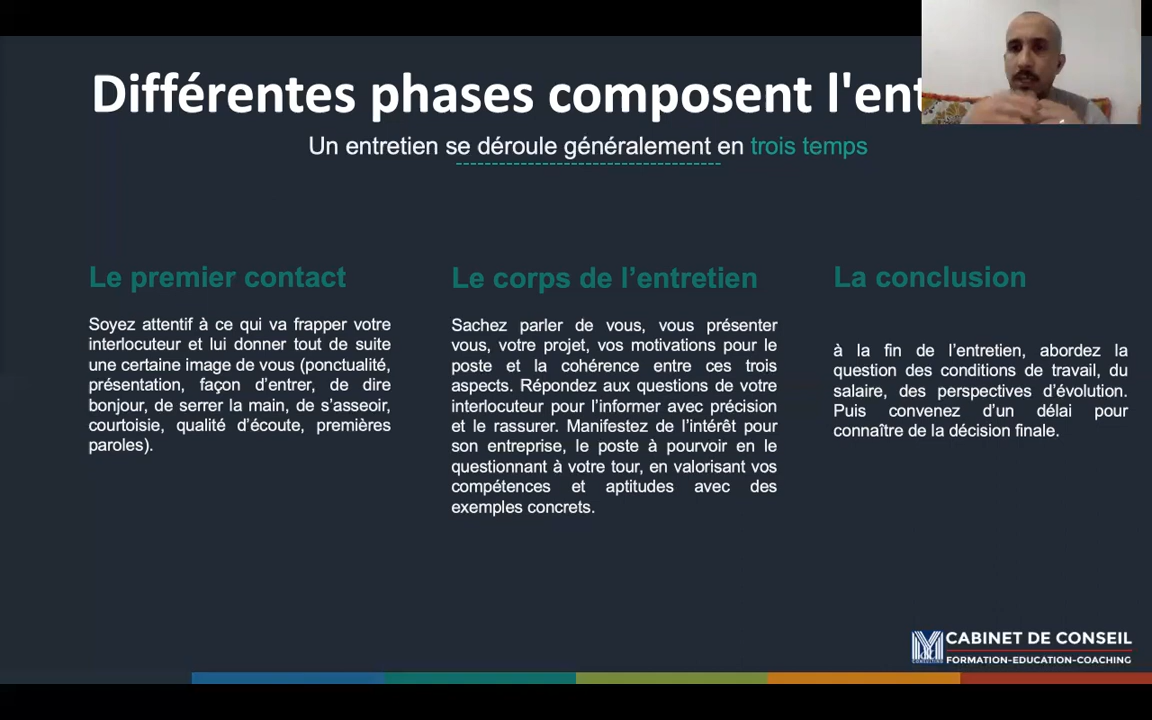 Différentes phases composent l'ent
Un entretien se déroule généralement en trois temps
Le premier contact
Soyez attentif à ce qui va frapper votre
interlocuteur et lui donner tout de suite
une certaine image de vous (ponctualité,
présentation, façon d’entrer, de dire
bonjour, de serrer la main, de s’asseoir,
courtoisie, qualité d’écoute, premières
paroles).
Le corps de l’entretien
Sachez parler de vous, vous présenter
vous, votre projet, vos motivations pour le
poste et la cohérence entre ces trois
aspects. Répondez aux questions de votre
interlocuteur pour l’informer avec précision
et le rassurer. Manifestez de l’intérêt pour
son entreprise, le poste à pourvoir en le
questionnant à votre tour, en valorisant vos
compétences et aptitudes avec des
exemples concrets.
La conclusion
à la fin de l’entretien, abordez la
question des conditions de travail, du
salaire, des perspectives d’évolution.
Puis convenez d’un délai pour
connaître de la décision finale.
CABINET DE CONSEIL
FORMATION-EDUCATION-COACHING